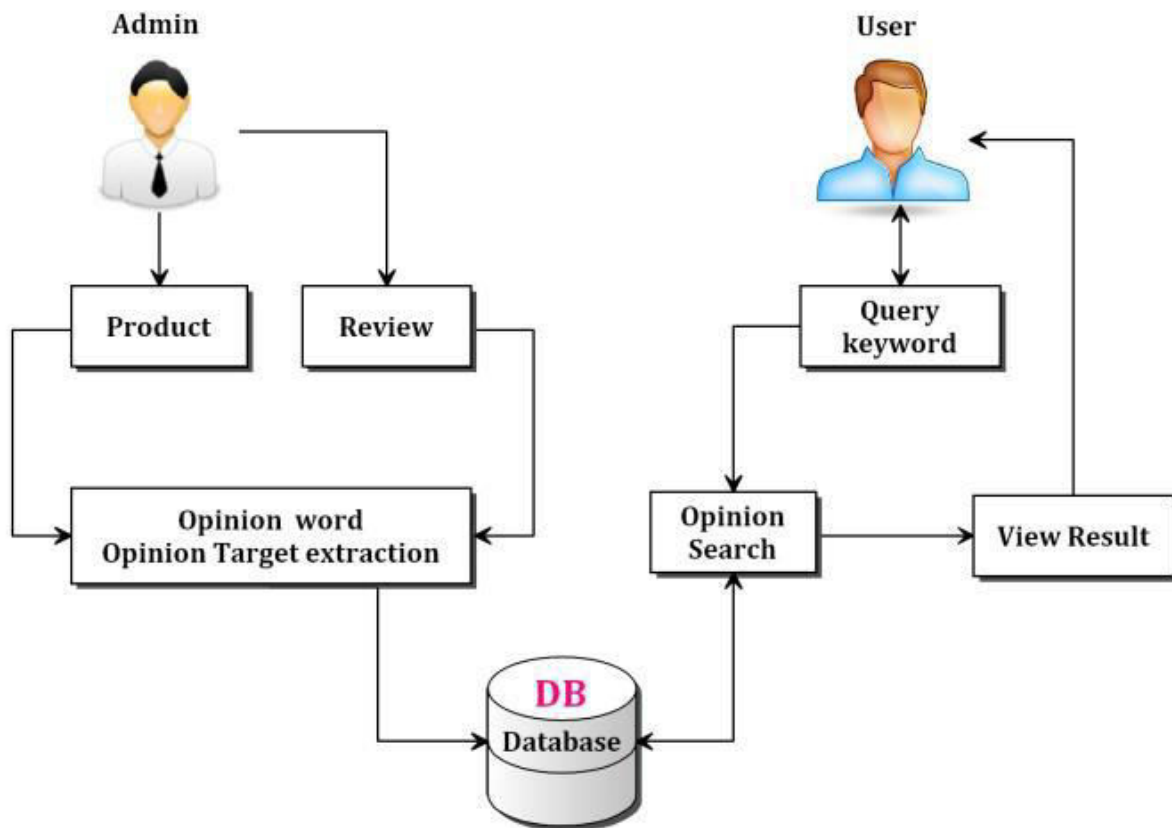 Admin
User
Product
Review
Query
keyword
Opinion word
Opinion Target extraction
Opinion
Search
View Result
DB
Database